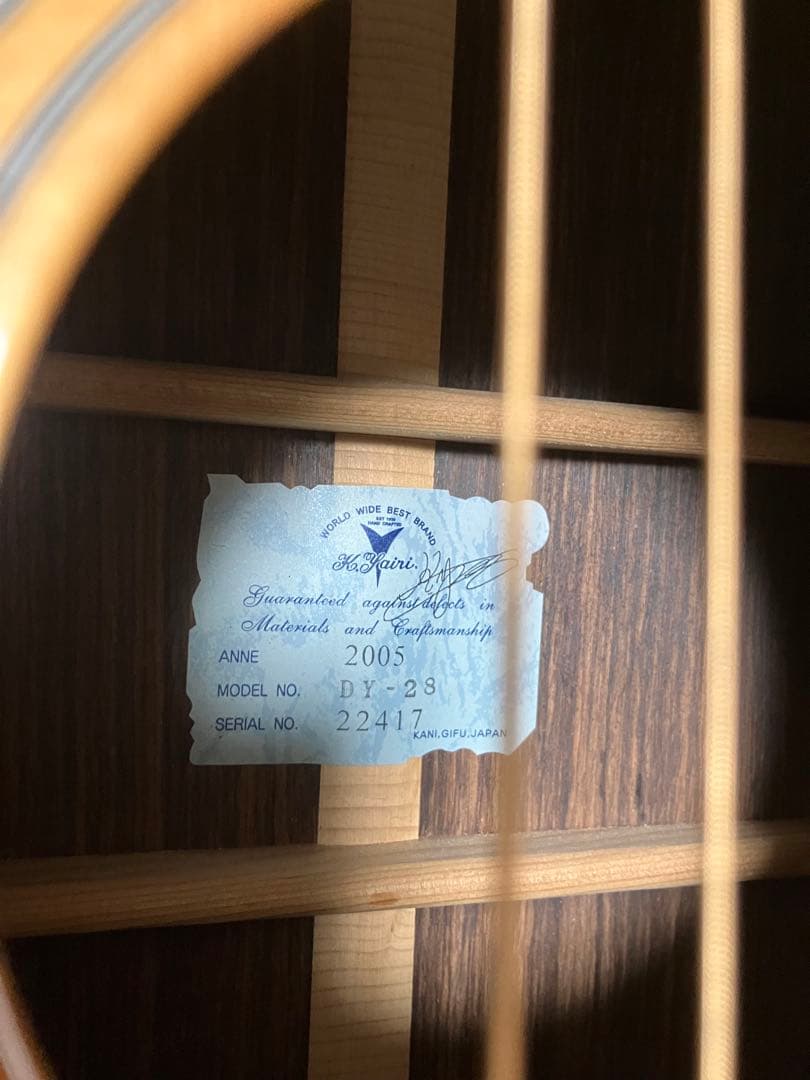 WORLD WIDE BEST BRAND
EST 1935
HAND CRAFTED
K.Yairi.
Guaranteed against defects in
Materials and Craftsmanship
ANNE 2005
MODEL NO. DY-28
SERIAL NO. 22417
KANI,GIFU,JAPAN